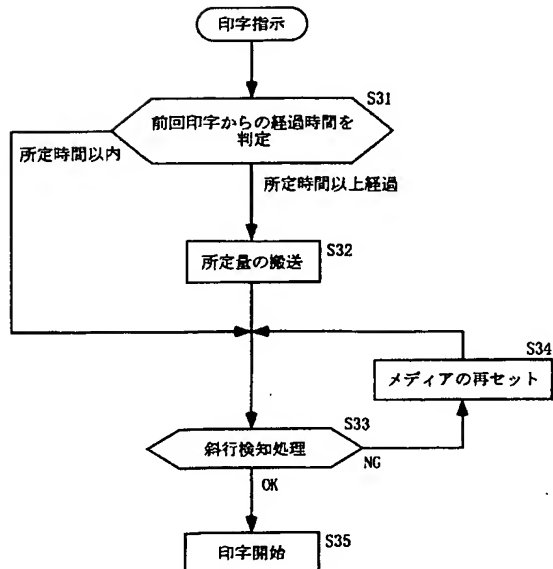 印字指示
S31
前回印字からの経過時間を
判定
所定時間以内
所定時間以上経過
S32
所定量の搬送
S34
メディアの再セット
S33
斜行検知処理
NG
OK
S35
印字開始